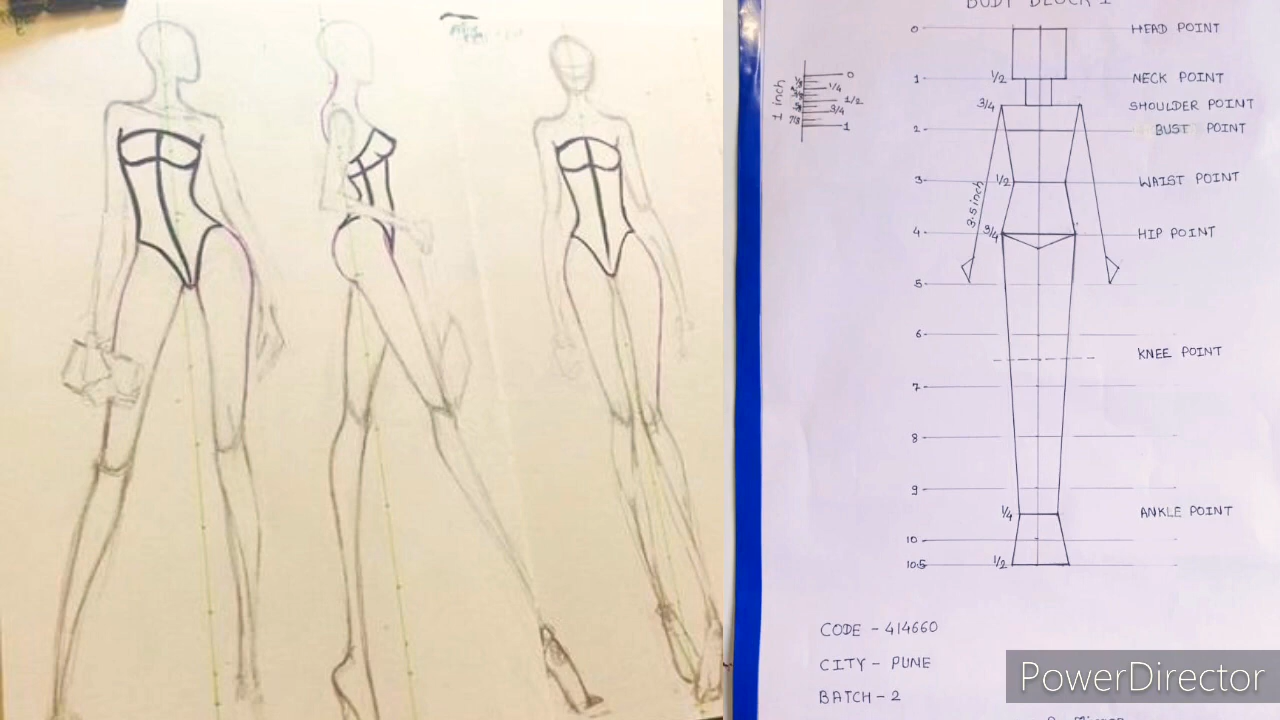 BODY BLOCK 1
0
HEAD POINT
1
1/2
NECK POINT
3/4
SHOULDER POINT
2
BUST POINT
3
1/2
WAIST POINT
3.5 inch
4
3/4
HIP POINT
5
6
KNEE POINT
7
8
9
1/4
ANKLE POINT
10
10.5
1/2
1 inch
0
1/4
1/2
3/4
7/8
1
CODE - 414660
CITY - PUNE
BATCH - 2
PowerDirector